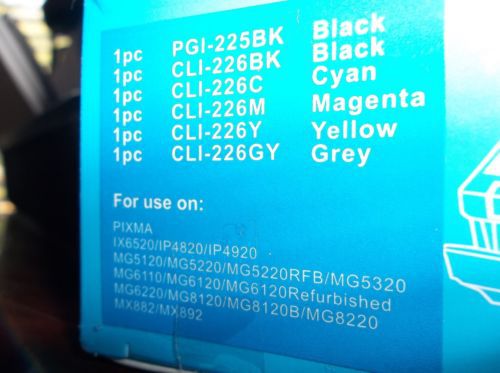 1pc PGI-225BK Black
1pc CLI-226BK Black
1pc CLI-226C Cyan
1pc CLI-226M Magenta
1pc CLI-226Y Yellow
1pc CLI-226GY Grey
For use on:
PIXMA
IX6520/IP4820/IP4920
MG5120/MG5220/MG5220RFB/MG5320
MG6110/MG6120/MG6120Refurbished
MG6220/MG8120/MG8120B/MG8220
MX882/MX892